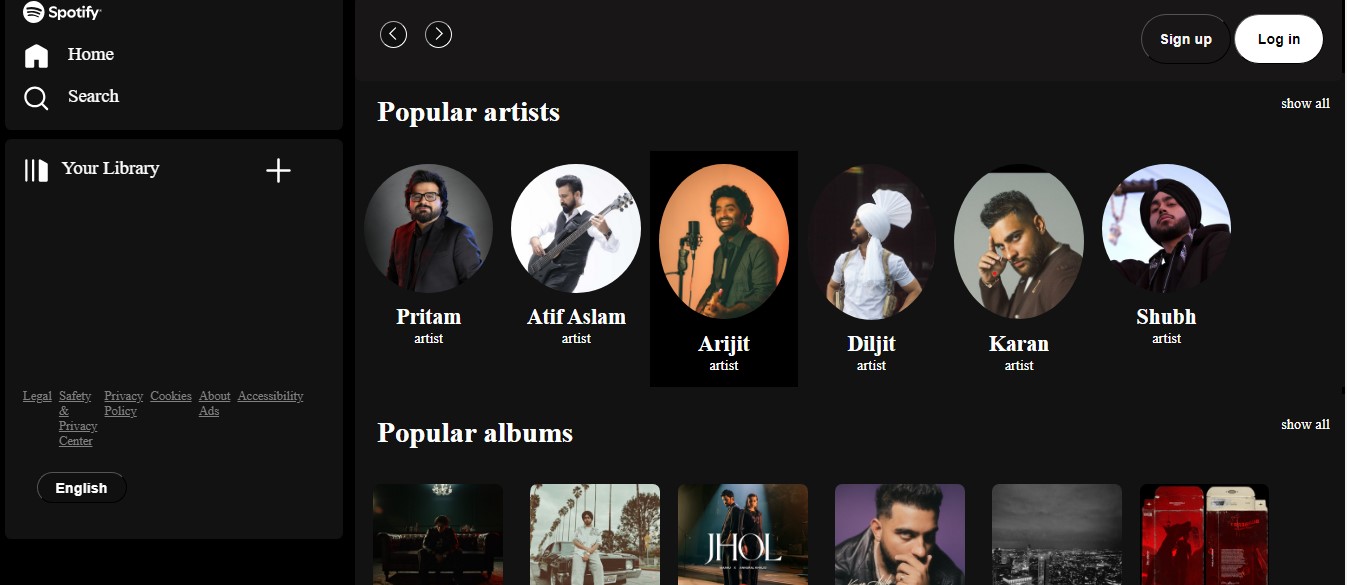 Spotify
Home
Search
Your Library
Legal Safety & Privacy Center Privacy Policy Cookies About Ads Accessibility
English
Sign up Log in
Popular artists show all
Pritam Atif Aslam Arijit Diljit Karan Shubh
artist artist artist artist artist artist
Popular albums show all
JHOL